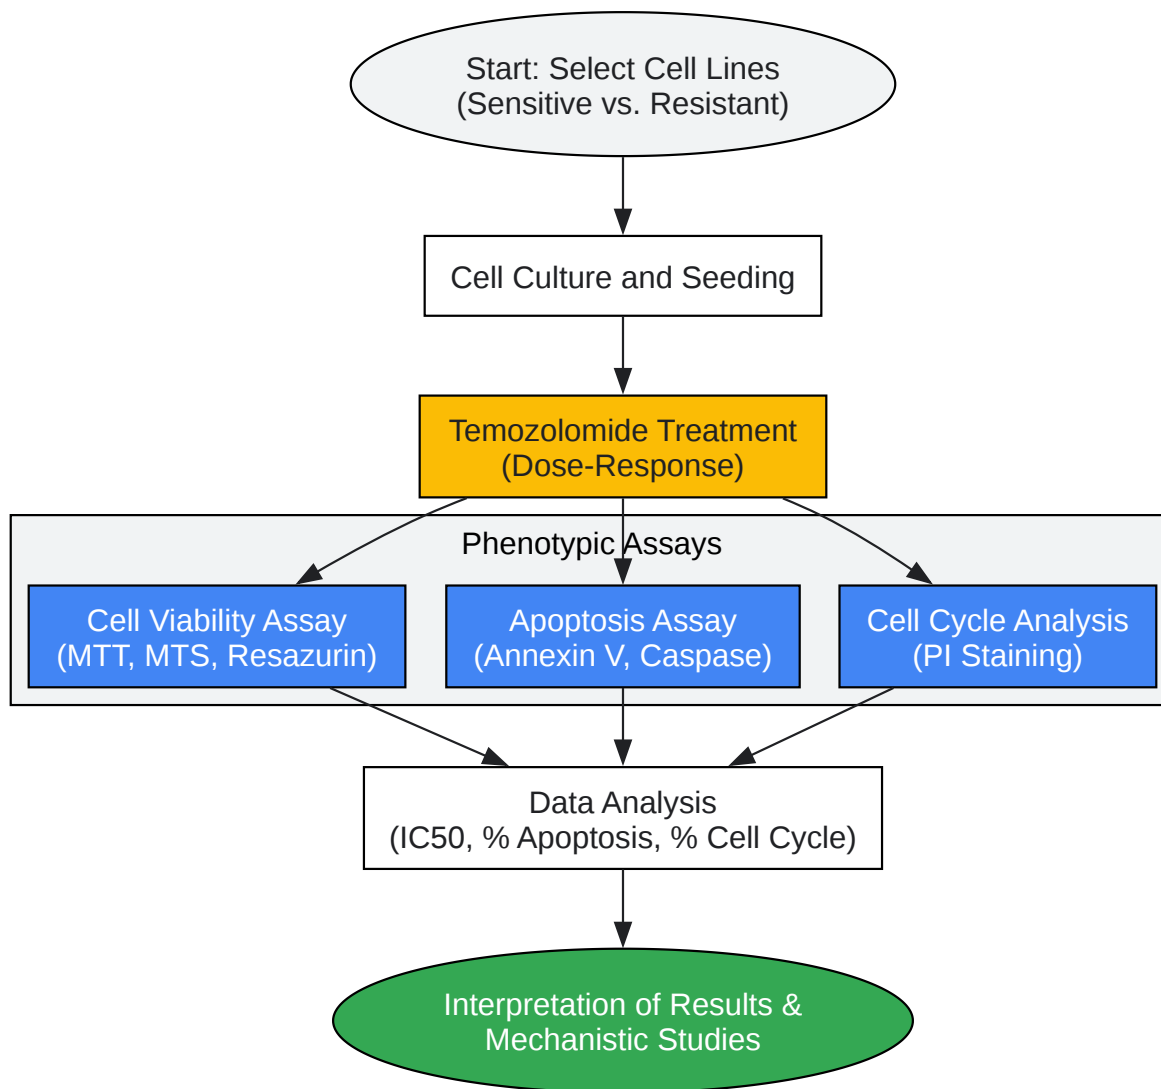 Start: Select Cell Lines
(Sensitive vs. Resistant)
Cell Culture and Seeding
Temozolomide Treatment
(Dose-Response)
Phenotypic Assays
Cell Viability Assay
(MTT, MTS, Resazurin)
Apoptosis Assay
(Annexin V, Caspase)
Cell Cycle Analysis
(PI Staining)
Data Analysis
(IC50, % Apoptosis, % Cell Cycle)
Interpretation of Results &
Mechanistic Studies